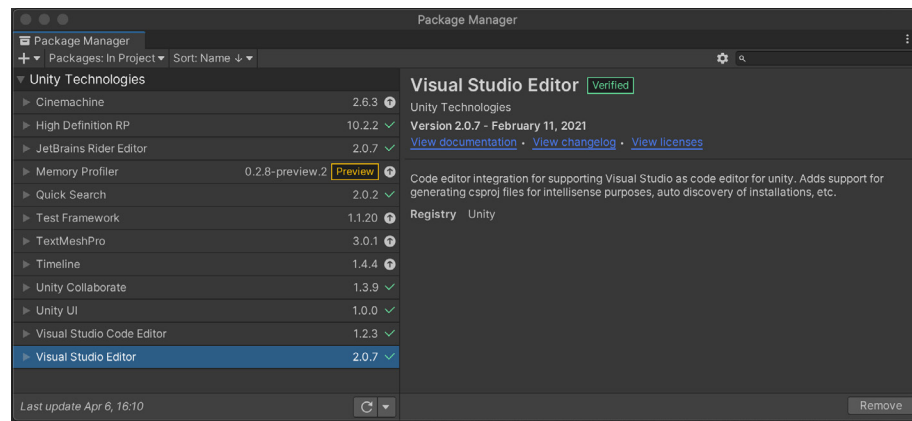 Package Manager
Package Manager
Packages: In Project Sort: Name ↓
Unity Technologies
Cinemachine 2.6.3
High Definition RP 10.2.2
JetBrains Rider Editor 2.0.7
Memory Profiler 0.2.8-preview.2 Preview
Quick Search 2.0.2
Test Framework 1.1.20
TextMeshPro 3.0.1
Timeline 1.4.4
Unity Collaborate 1.3.9
Unity UI 1.0.0
Visual Studio Code Editor 1.2.3
Visual Studio Editor 2.0.7
Last update Apr 6, 16:10
Visual Studio Editor Verified
Unity Technologies
Version 2.0.7 - February 11, 2021
View documentation • View changelog • View licenses
Code editor integration for supporting Visual Studio as code editor for unity. Adds support for
generating csproj files for intellisense purposes, auto discovery of installations, etc.
Registry Unity
Remove